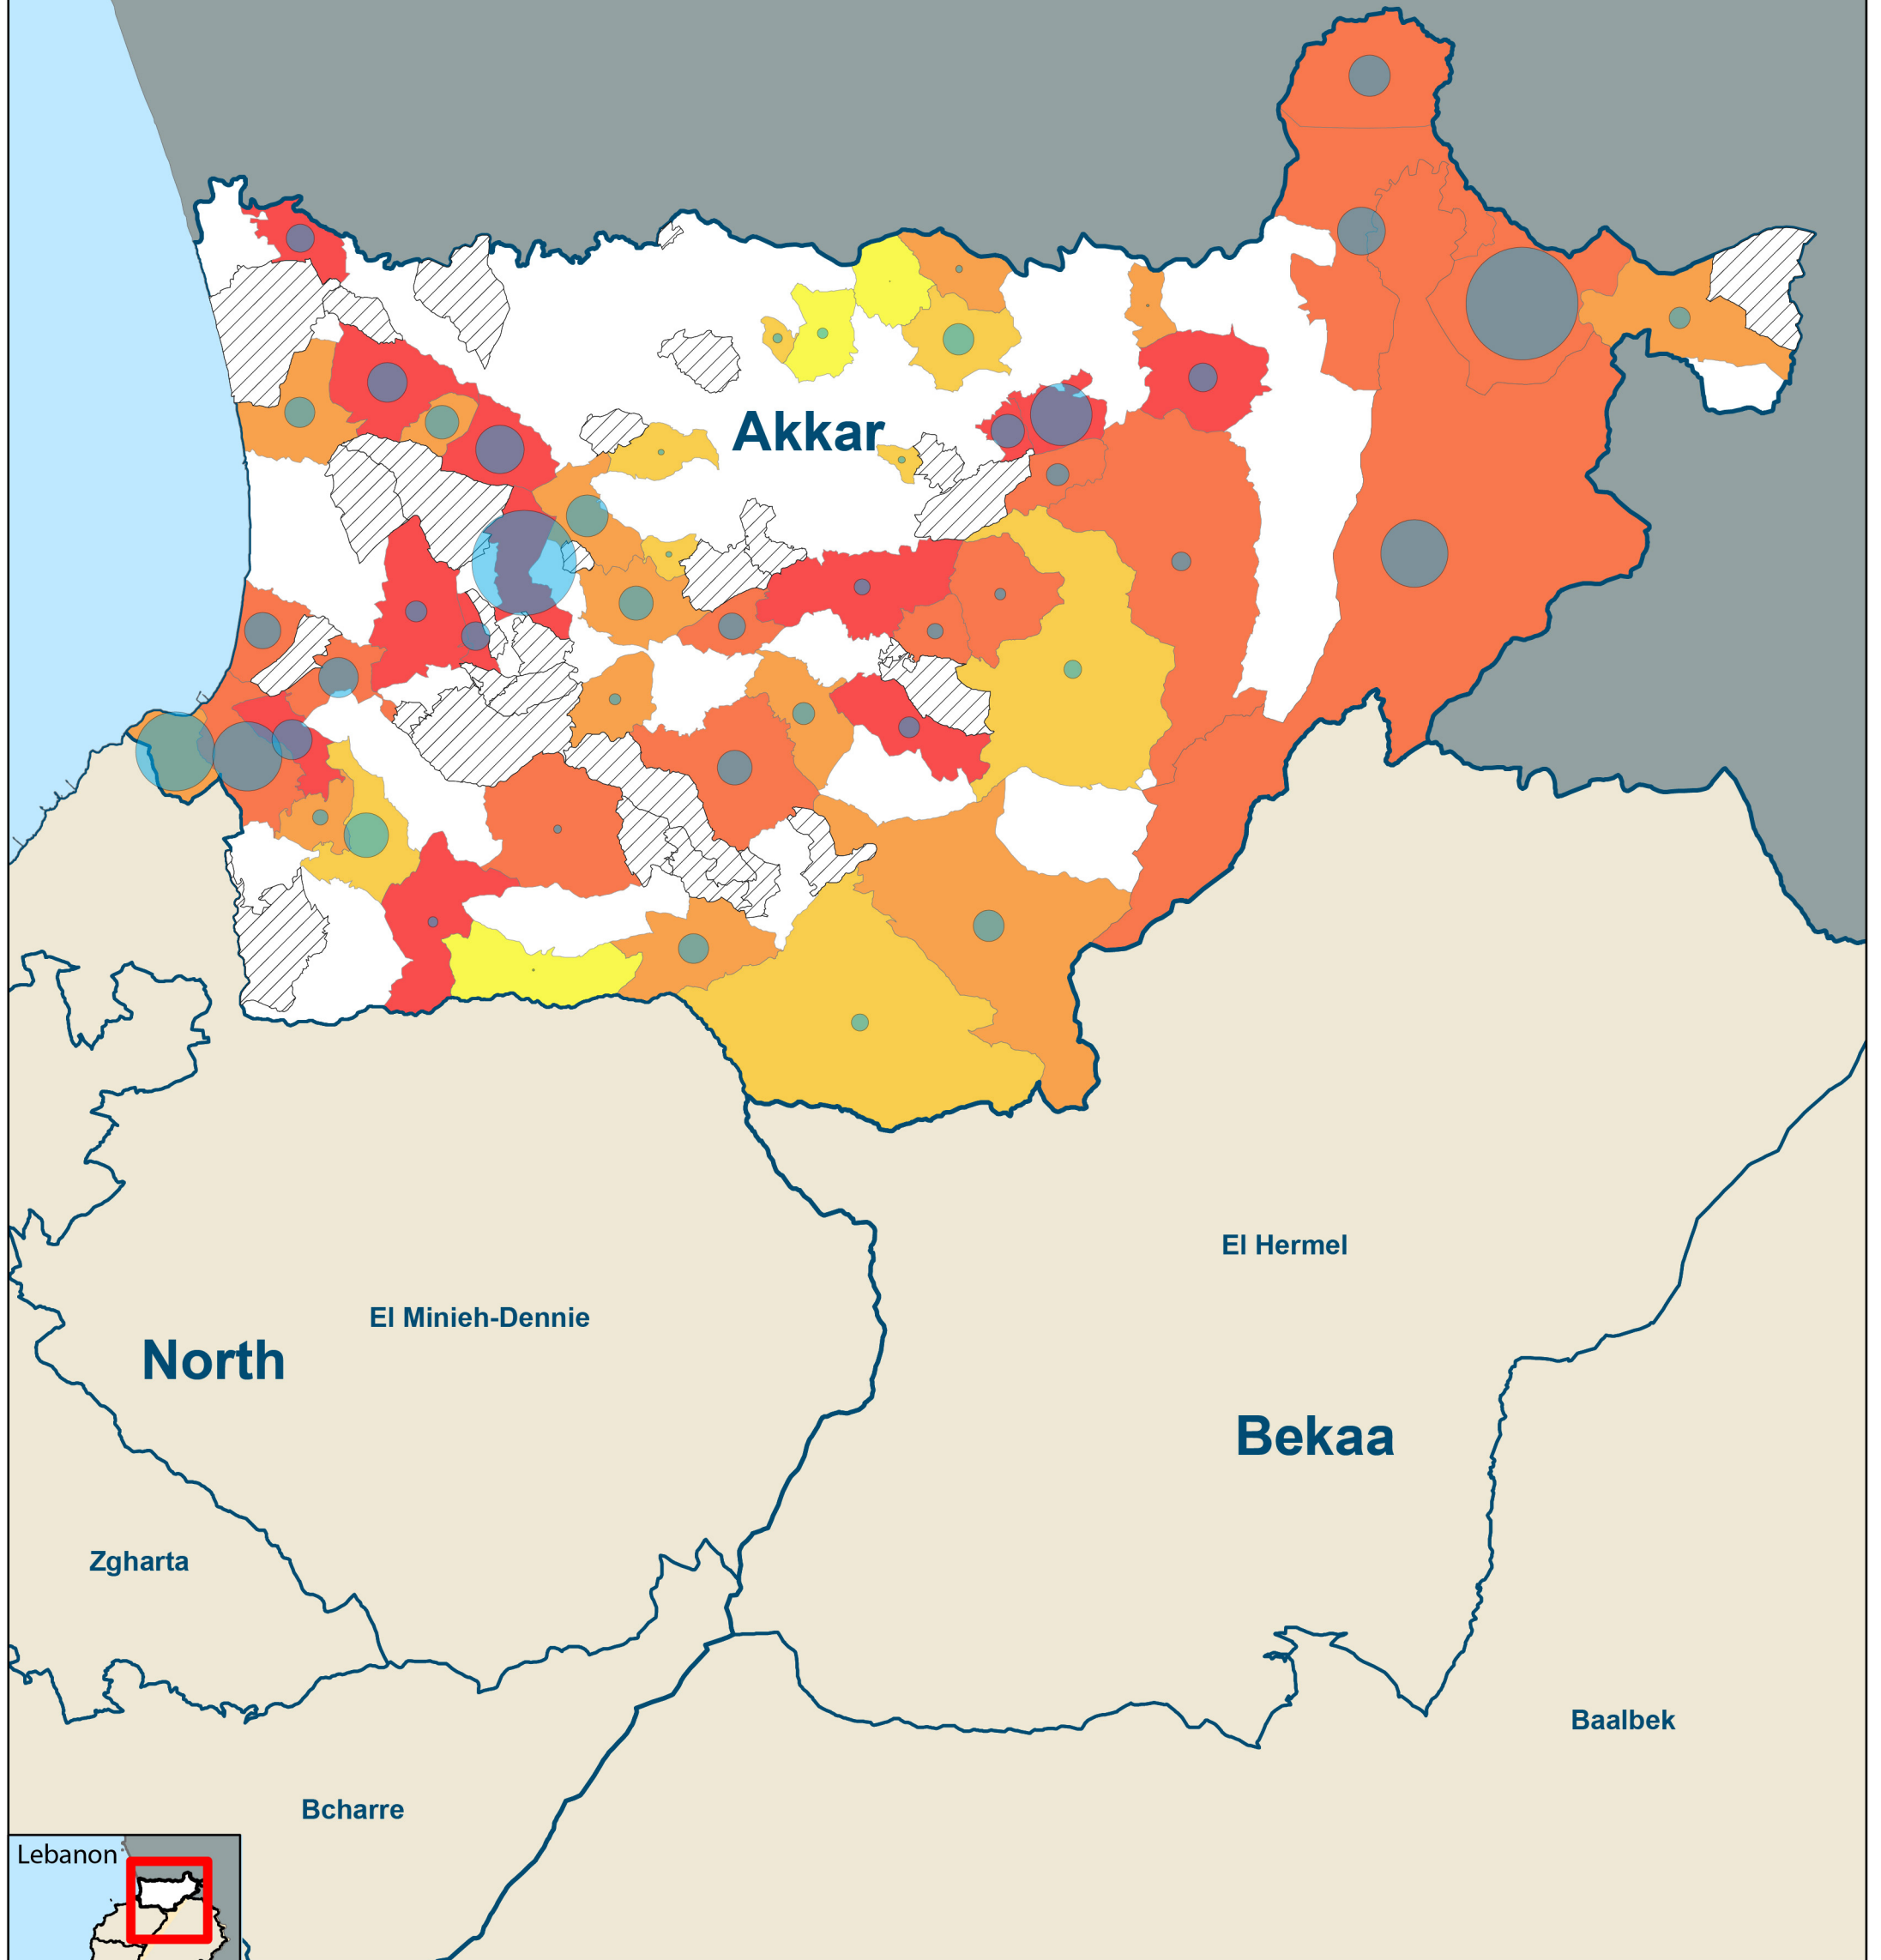 Akkar
El Hermel
El Minieh-Dennie
North
Bekaa
Zgharta
Baalbek
Bcharre
Lebanon